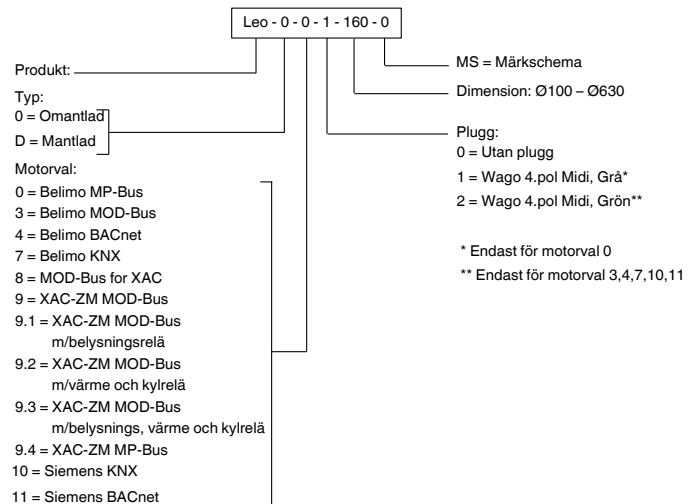 Leo - 0 - 0 - 1 - 160 - 0
Produkt:
Typ:
0 = Omantlad
D = Mantlad
Motorval:
0 = Belimo MP-Bus
3 = Belimo MOD-Bus
4 = Belimo BACnet
7 = Belimo KNX
8 = MOD-Bus for XAC
9 = XAC-ZM MOD-Bus
9.1 = XAC-ZM MOD-Bus
m/belysningsrelä
9.2 = XAC-ZM MOD-Bus
m/värme och kylrelä
9.3 = XAC-ZM MOD-Bus
m/belysnings, värme och kylrelä
9.4 = XAC-ZM MP-Bus
10 = Siemens KNX
11 = Siemens BACnet
MS = Märkschema
Dimension: Ø100 – Ø630
Plugg:
0 = Utan plugg
1 = Wago 4.pol Midi, Grå*
2 = Wago 4.pol Midi, Grön**
* Endast för motorval 0
** Endast för motorval 3,4,7,10,11